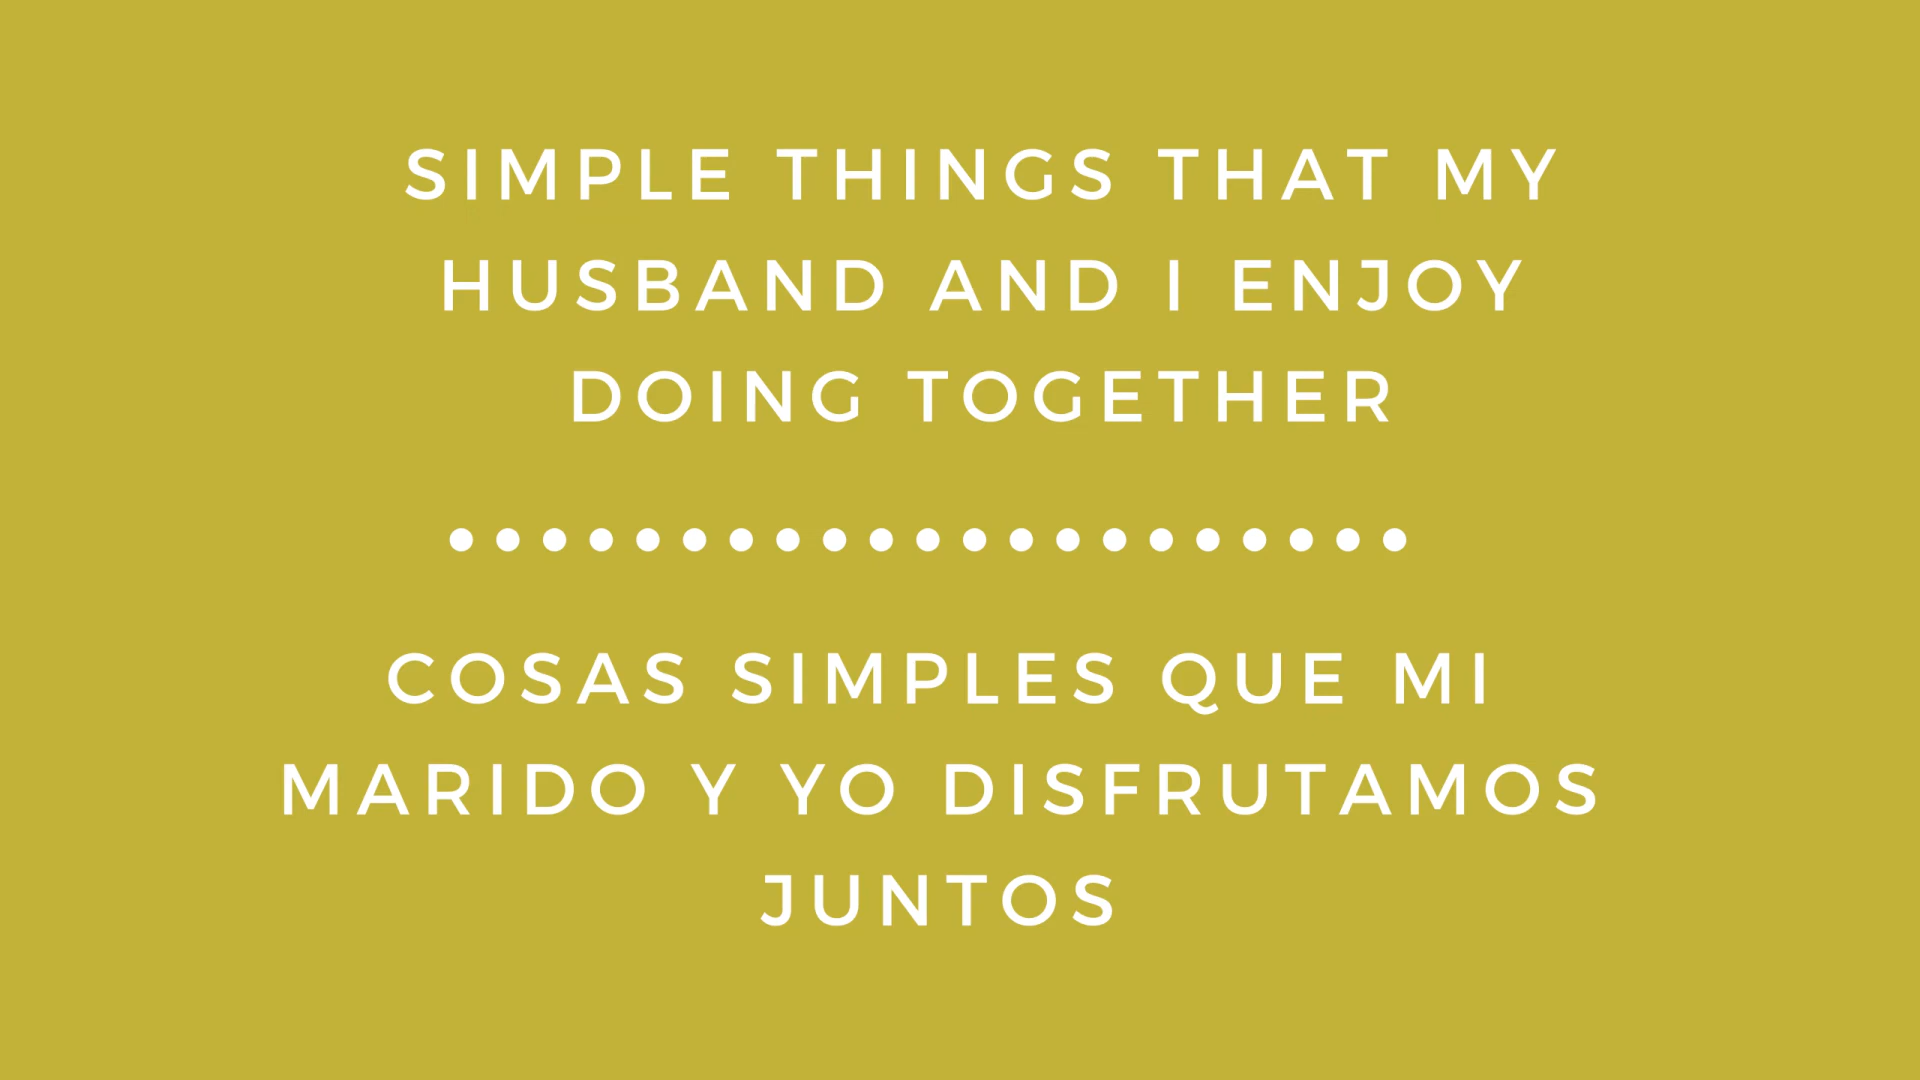 SIMPLE THINGS THAT MY
HUSBAND AND I ENJOY
DOING TOGETHER
COSAS SIMPLES QUE MI
MARIDO Y YO DISFRUTAMOS
JUNTOS